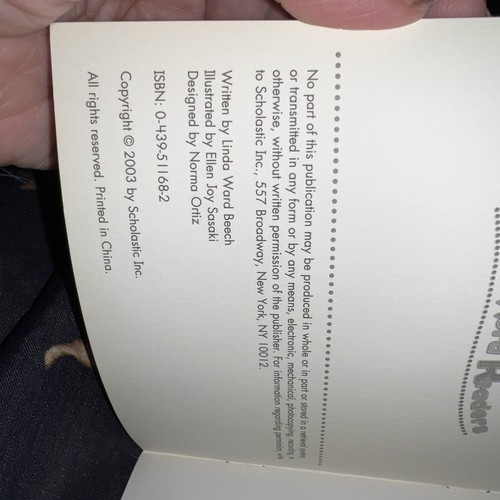 Readers
No part of this publication may be produced in whole or in part or stored in a retrieval
or transmitted in any form or by any means, electronic, mechanical, photocopying, recording,
otherwise, without written permission of the publisher. For information regarding permission,
to Scholastic Inc., 557 Broadway, New York, NY 10012.
Written by Linda Ward Beech
Illustrated by Ellen Joy Sasaki
Designed by Norma Ortiz
ISBN: 0-439-51168-2
Copyright © 2003 by Scholastic Inc.
All rights reserved. Printed in China.